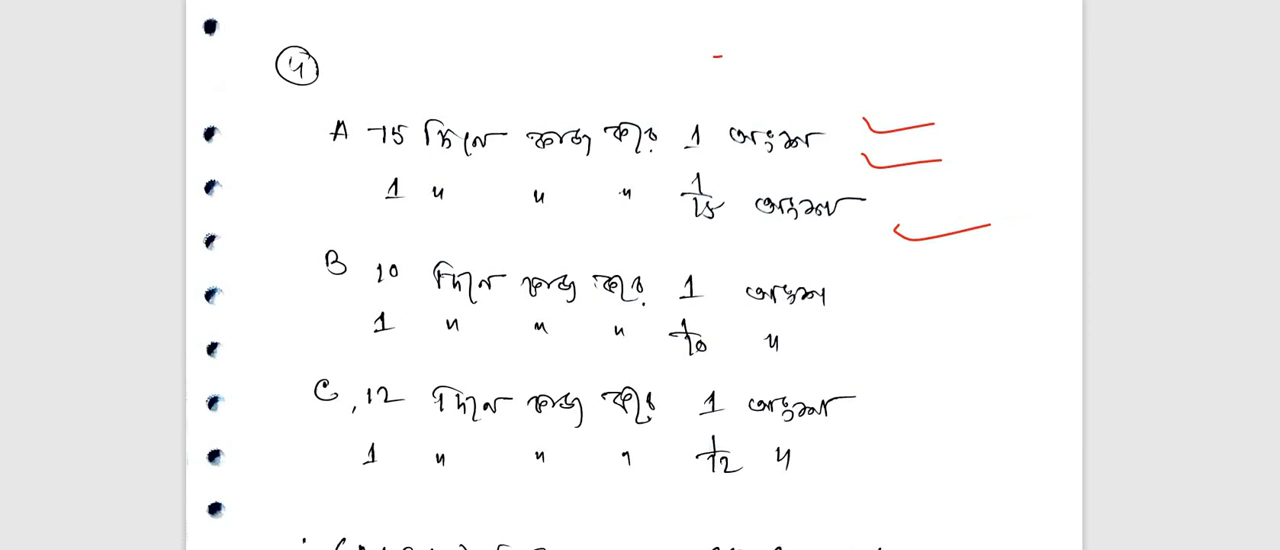 4
A 15 দিনে কাজ করে 1 অংশ
1 " " " 1/15 অংশ
B 10 দিনে কাজ করে 1 অংশ
1 " " " 1/10 "
C, 12 দিনে কাজ করে 1 অংশ
1 " " " 1/12 "